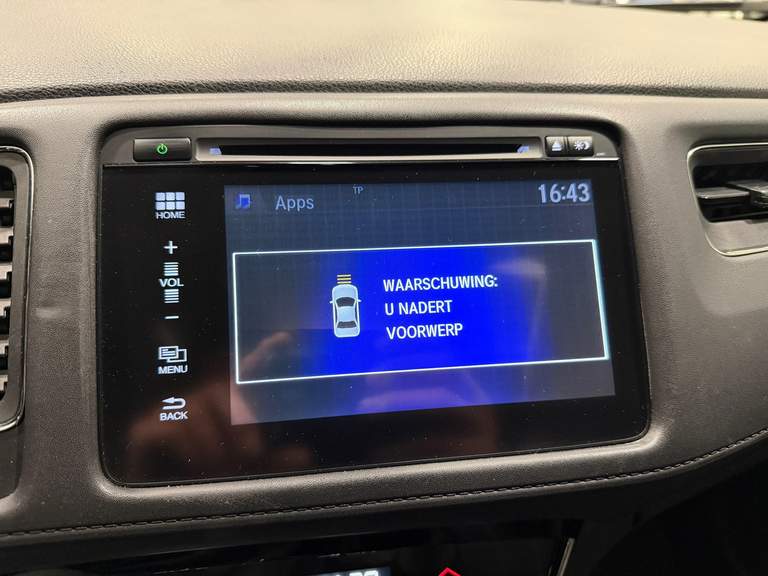 TP
16:43
Apps
HOME
+
VOL
−
MENU
BACK
WAARSCHUWING:
U NADERT
VOORWERP